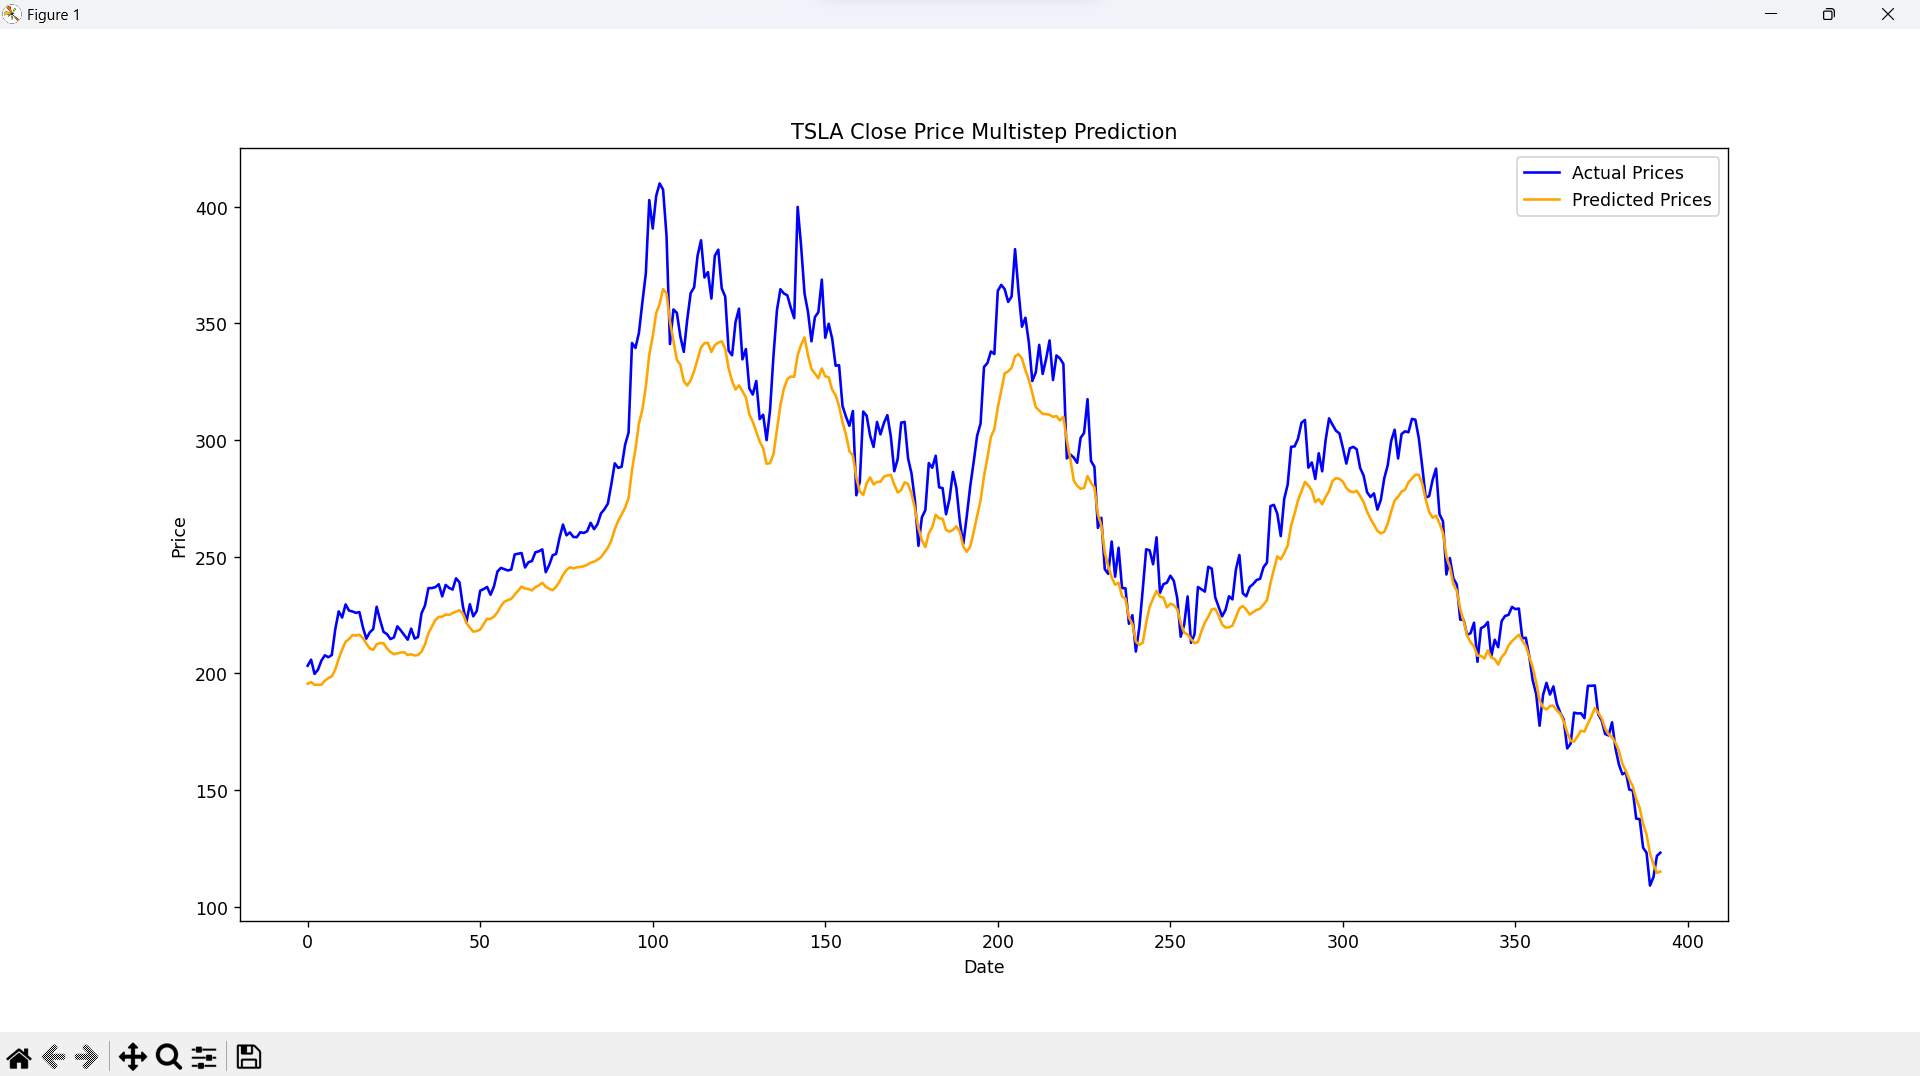 Figure 1
TSLA Close Price Multistep Prediction
Actual Prices
Predicted Prices
400
350
300
250
200
150
100
Price
0 50 100 150 200 250 300 350 400
Date